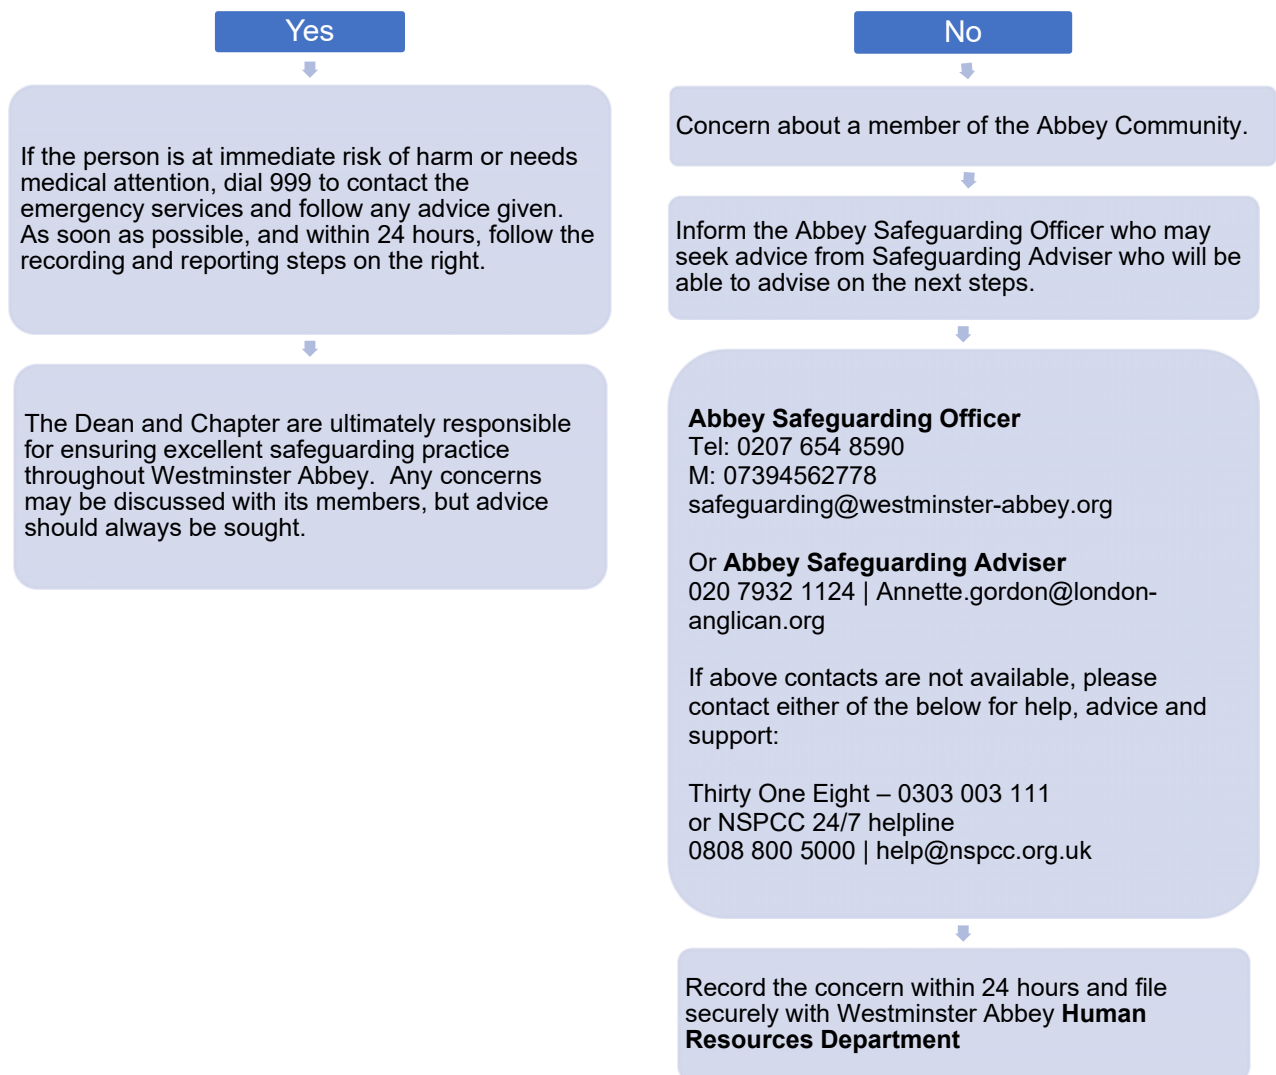 Yes
If the person is at immediate risk of harm or needs
medical attention, dial 999 to contact the
emergency services and follow any advice given.
As soon as possible, and within 24 hours, follow the
recording and reporting steps on the right.
The Dean and Chapter are ultimately responsible
for ensuring excellent safeguarding practice
throughout Westminster Abbey.  Any concerns
may be discussed with its members, but advice
should always be sought.
No
Concern about a member of the Abbey Community.
Inform the Abbey Safeguarding Officer who may
seek advice from Safeguarding Adviser who will be
able to advise on the next steps.
Abbey Safeguarding Officer
Tel: 0207 654 8590
M: 07394562778
safeguarding@westminster-abbey.org
Or Abbey Safeguarding Adviser
020 7932 1124 | Annette.gordon@london-
anglican.org
If above contacts are not available, please
contact either of the below for help, advice and
support:
Thirty One Eight – 0303 003 111
or NSPCC 24/7 helpline
0808 800 5000 | help@nspcc.org.uk
Record the concern within 24 hours and file
securely with Westminster Abbey Human
Resources Department